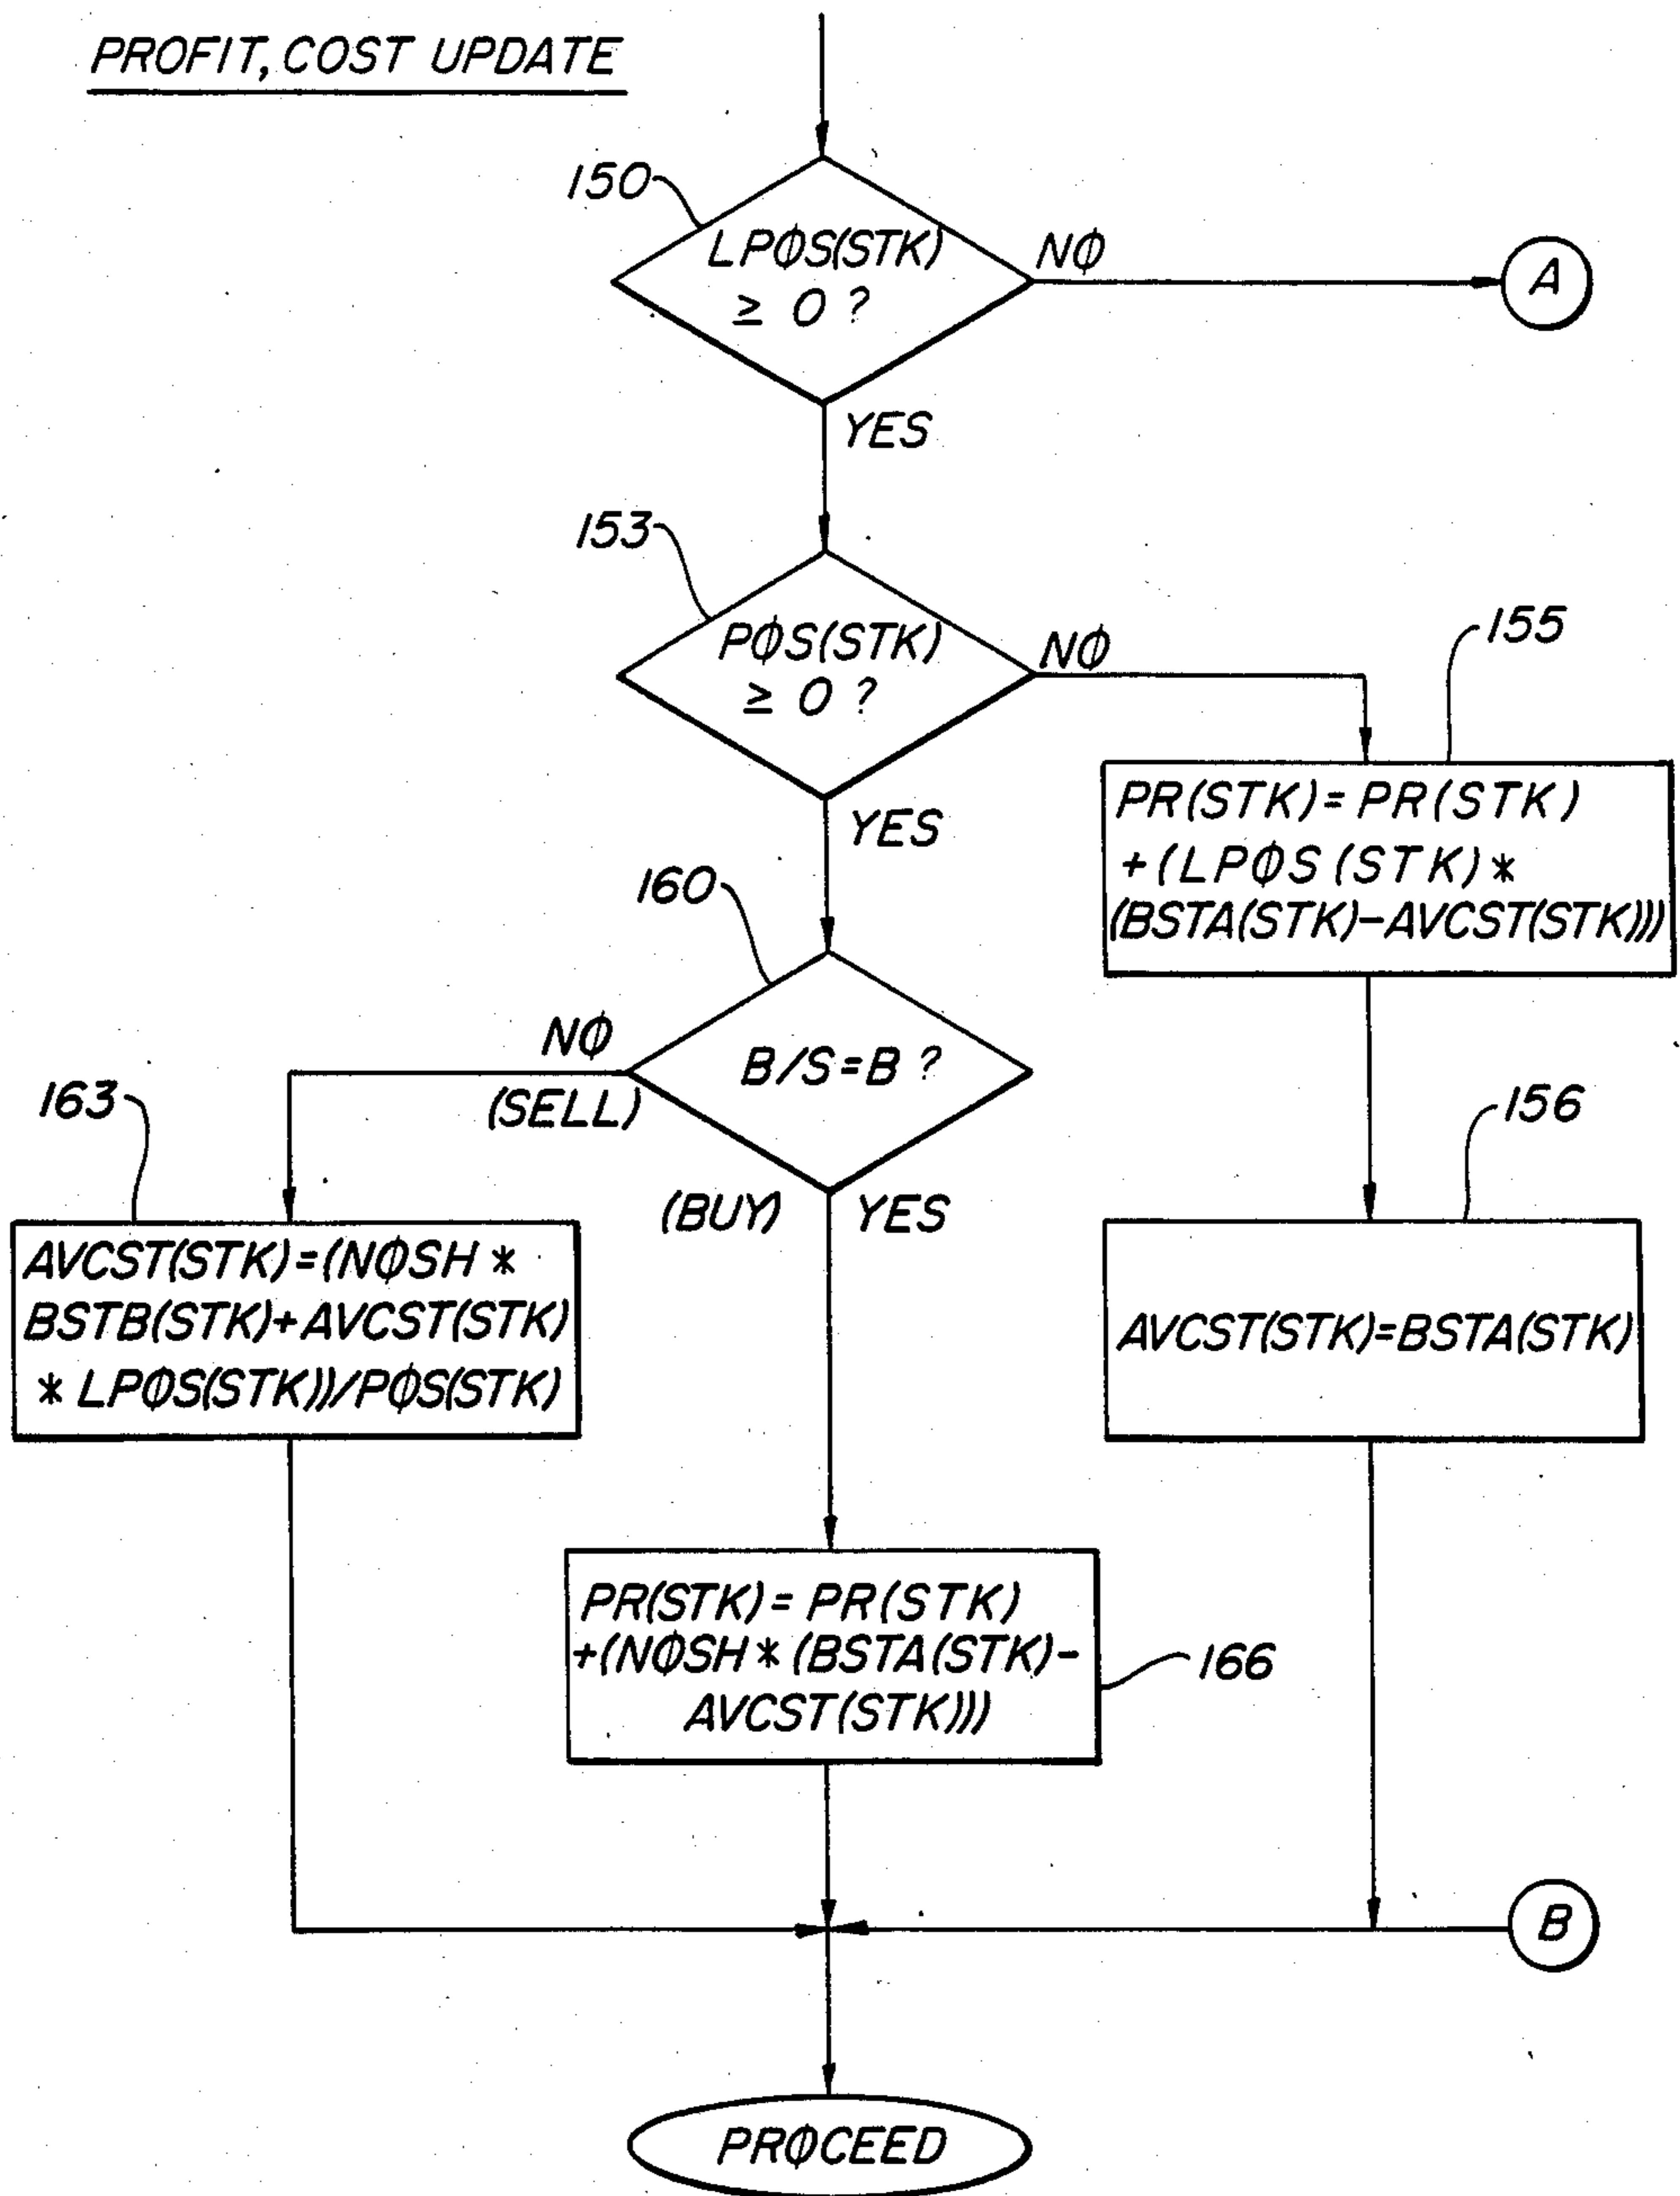 PROFIT, COST UPDATE
150
LPØS(STK)
≥ 0 ?
NØ
A
YES
153
PØS(STK)
≥ 0 ?
NØ
155
YES
PR(STK) = PR(STK)
+(LPØS (STK) *
(BSTA(STK)-AVCST(STK)))
160
NØ
(SELL)
B/S=B ?
163
156
(BUY)
YES
AVCST(STK)=(NØSH *
BSTB(STK)+AVCST(STK)
* LPØS(STK))/PØS(STK)
AVCST(STK)=BSTA(STK)
PR(STK) = PR(STK)
+(NØSH * (BSTA(STK)-
AVCST(STK)))
166
B
PRØCEED